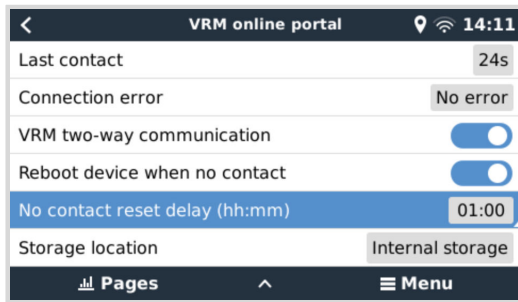 VRM online portal 14:11
Last contact 24s
Connection error No error
VRM two-way communication
Reboot device when no contact
No contact reset delay (hh:mm) 01:00
Storage location Internal storage
Pages Menu